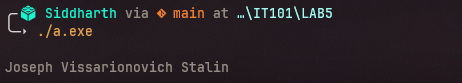 Siddharth via main at …\IT101\LAB5
./a.exe
Joseph Vissarionovich Stalin